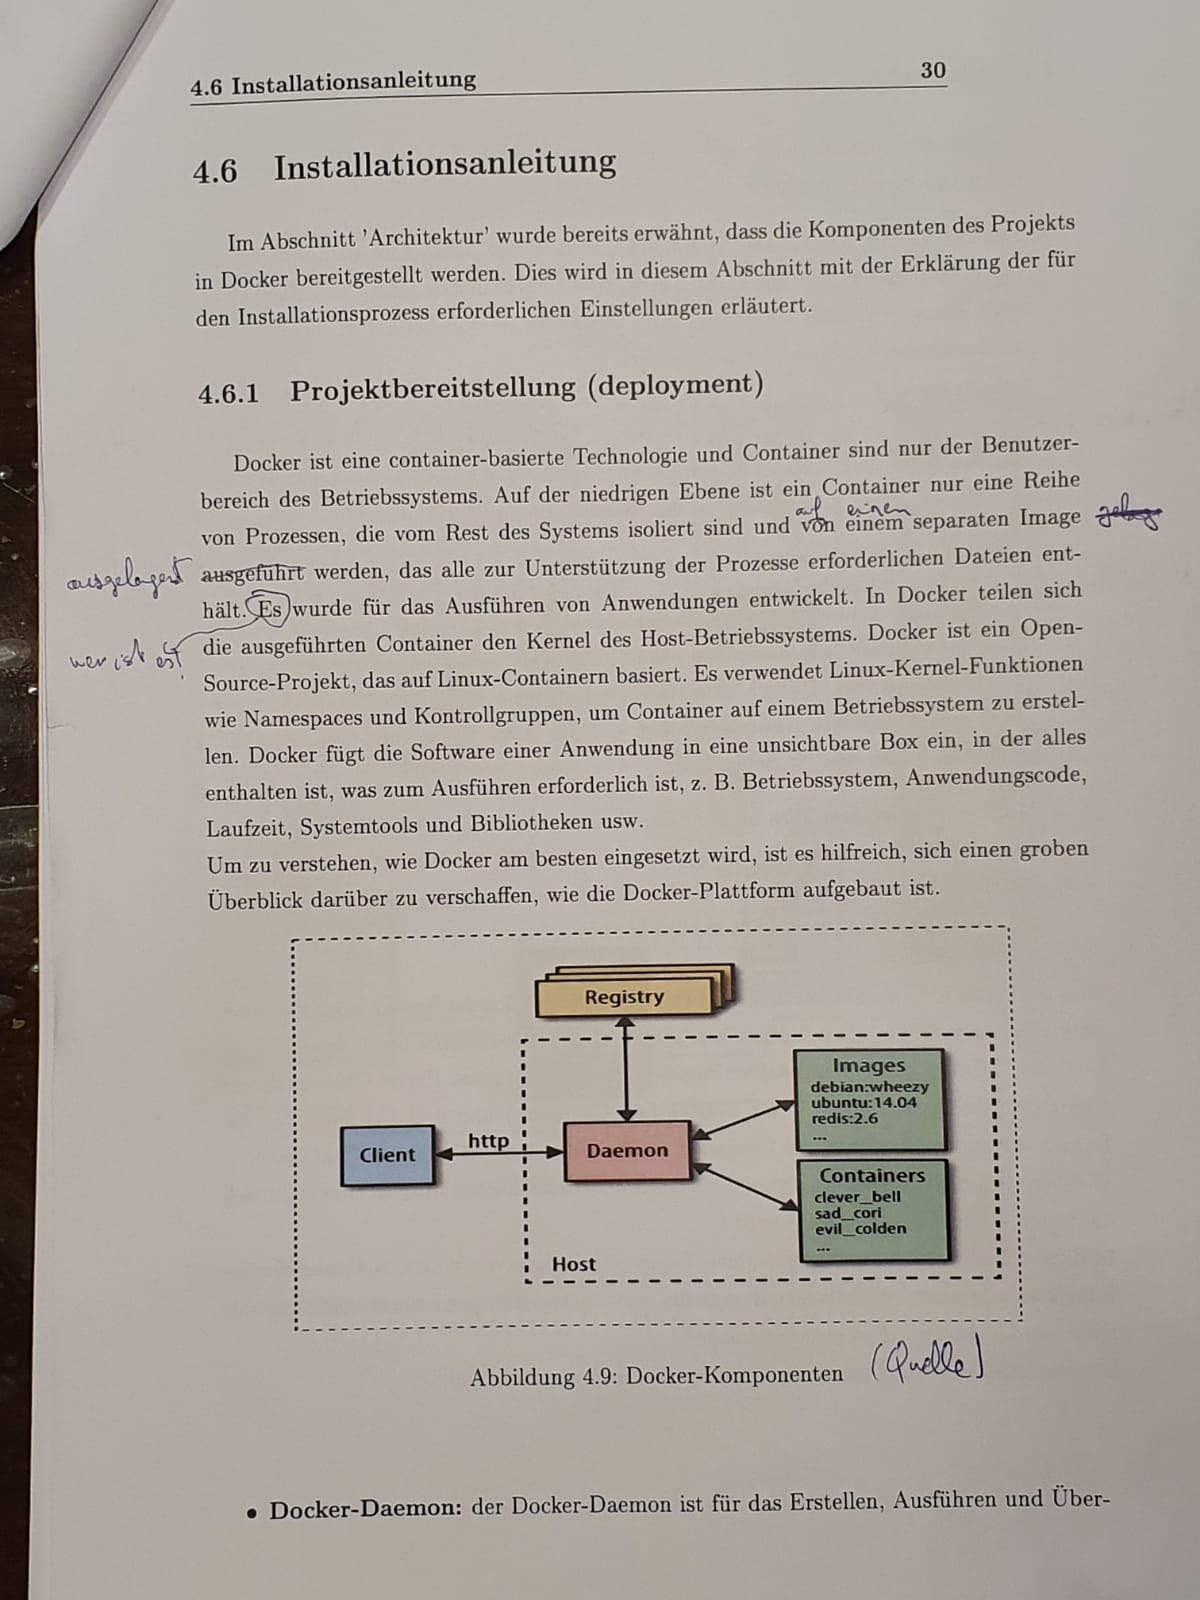 4.6 Installationsanleitung 30
4.6 Installationsanleitung
Im Abschnitt 'Architektur' wurde bereits erwähnt, dass die Komponenten des Projekts
in Docker bereitgestellt werden. Dies wird in diesem Abschnitt mit der Erklärung der für
den Installationsprozess erforderlichen Einstellungen erläutert.
4.6.1 Projektbereitstellung (deployment)
Docker ist eine container-basierte Technologie und Container sind nur der Benutzer-
bereich des Betriebssystems. Auf der niedrigen Ebene ist ein Container nur eine Reihe
auf einen
von Prozessen, die vom Rest des Systems isoliert sind und von einem separaten Image
ausgelagert ausgeführt werden, das alle zur Unterstützung der Prozesse erforderlichen Dateien ent-
hält. Es wurde für das Ausführen von Anwendungen entwickelt. In Docker teilen sich
wer ist es? die ausgeführten Container den Kernel des Host-Betriebssystems. Docker ist ein Open-
Source-Projekt, das auf Linux-Containern basiert. Es verwendet Linux-Kernel-Funktionen
wie Namespaces und Kontrollgruppen, um Container auf einem Betriebssystem zu erstel-
len. Docker fügt die Software einer Anwendung in eine unsichtbare Box ein, in der alles
enthalten ist, was zum Ausführen erforderlich ist, z. B. Betriebssystem, Anwendungscode,
Laufzeit, Systemtools und Bibliotheken usw.
Um zu verstehen, wie Docker am besten eingesetzt wird, ist es hilfreich, sich einen groben
Überblick darüber zu verschaffen, wie die Docker-Plattform aufgebaut ist.
Registry
Images
debian:wheezy
ubuntu:14.04
redis:2.6
...
Client
http
Daemon
Containers
clever_bell
sad_cori
evil_colden
...
Host
Abbildung 4.9: Docker-Komponenten (Quelle)
• Docker-Daemon: der Docker-Daemon ist für das Erstellen, Ausführen und Über-